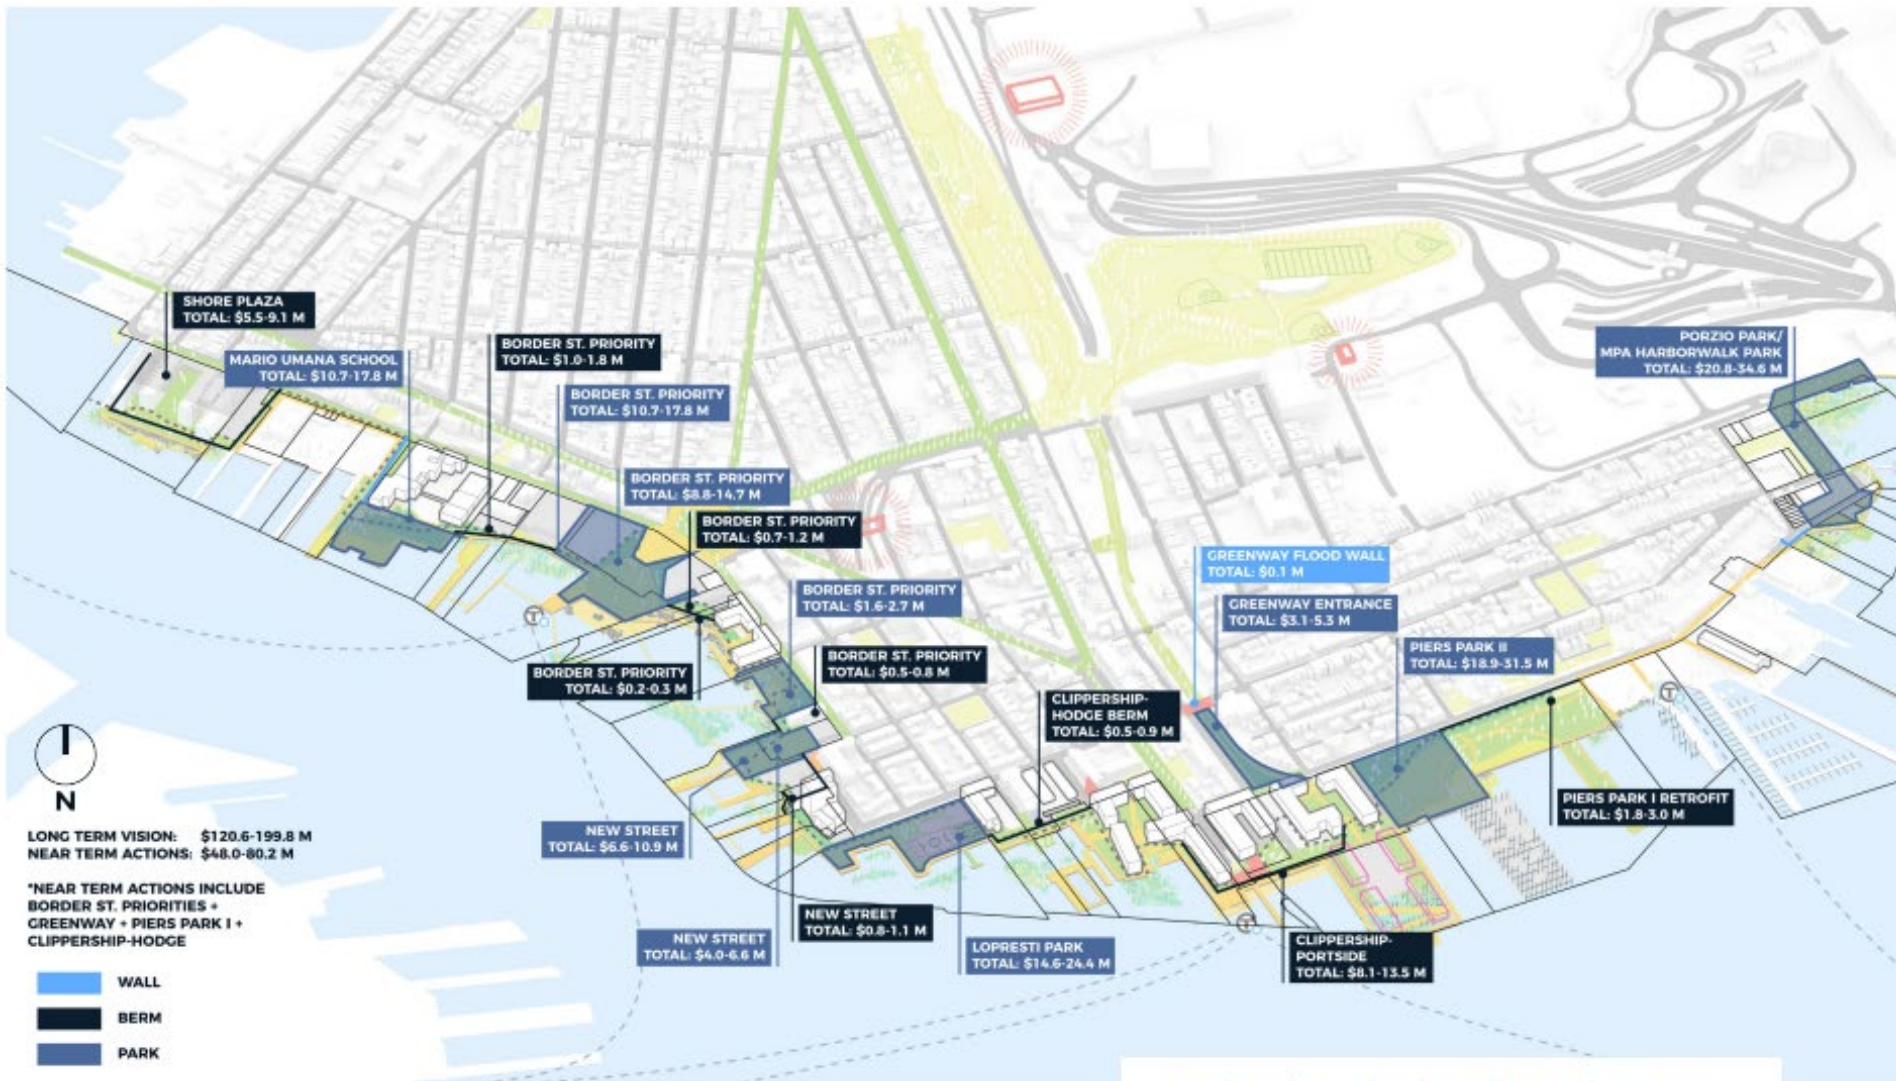 SHORE PLAZA
TOTAL: $5.5-9.1 M
MARIO UMANA SCHOOL
TOTAL: $10.7-17.8 M
BORDER ST. PRIORITY
TOTAL: $1.0-1.8 M
BORDER ST. PRIORITY
TOTAL: $10.7-17.8 M
BORDER ST. PRIORITY
TOTAL: $8.8-14.7 M
BORDER ST. PRIORITY
TOTAL: $0.7-1.2 M
BORDER ST. PRIORITY
TOTAL: $1.6-2.7 M
BORDER ST. PRIORITY
TOTAL: $0.2-0.3 M
BORDER ST. PRIORITY
TOTAL: $0.5-0.8 M
PORZIO PARK/
MPA HARBORWALK PARK
TOTAL: $20.8-34.6 M
GREENWAY FLOOD WALL
TOTAL: $0.1 M
GREENWAY ENTRANCE
TOTAL: $3.1-5.3 M
PIERS PARK II
TOTAL: $18.9-31.5 M
CLIPPERSHIP-
HODGE BERM
TOTAL: $0.5-0.9 M
PIERS PARK I RETROFIT
TOTAL: $1.8-3.0 M
NEW STREET
TOTAL: $6.6-10.9 M
NEW STREET
TOTAL: $4.0-6.6 M
NEW STREET
TOTAL: $0.8-1.1 M
LOPRESTI PARK
TOTAL: $14.6-24.4 M
CLIPPERSHIP-
PORTSIDE
TOTAL: $8.1-13.5 M
T
T
T
N
LONG TERM VISION: $120.6-199.8 M
NEAR TERM ACTIONS: $48.0-80.2 M
*NEAR TERM ACTIONS INCLUDE
BORDER ST. PRIORITIES +
GREENWAY + PIERS PARK I +
CLIPPERSHIP-HODGE
WALL
BERM
PARK